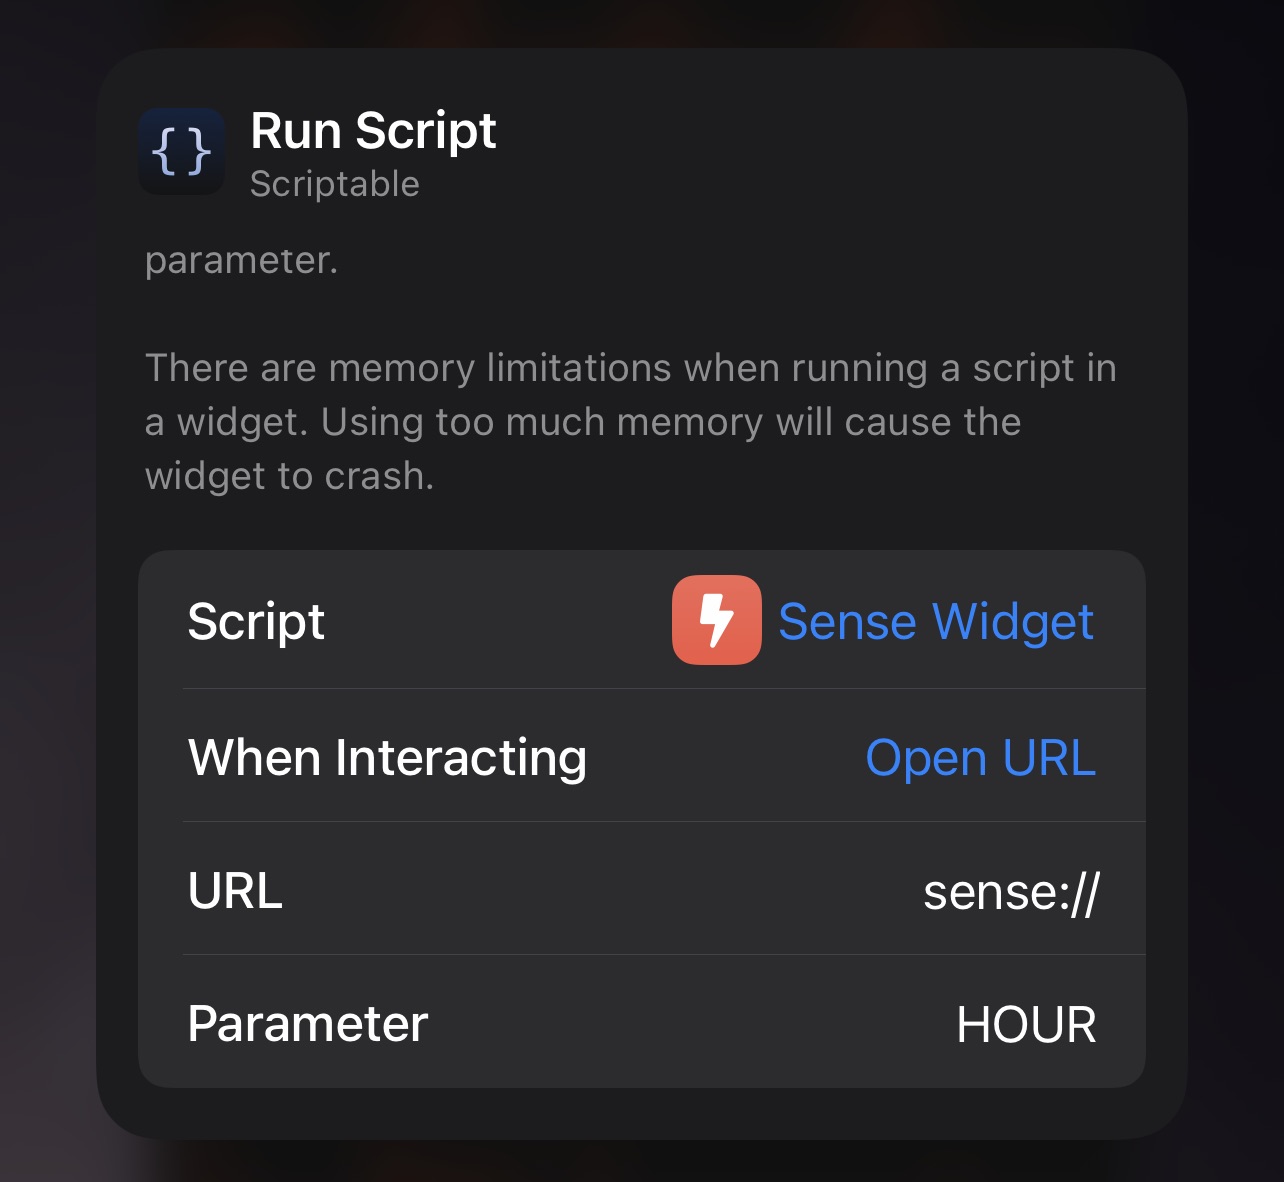 {}
Run Script
Scriptable
parameter.
There are memory limitations when running a script in
a widget. Using too much memory will cause the
widget to crash.
Script Sense Widget
When Interacting Open URL
URL sense://
Parameter HOUR